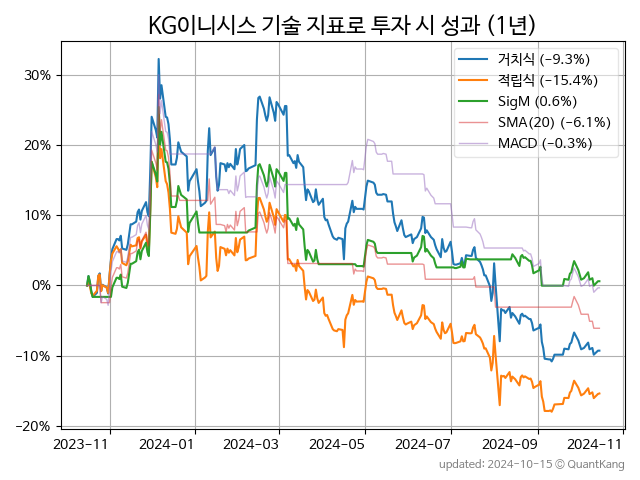 KG이니시스 기술 지표로 투자 시 성과 (1년)
거치식 (-9.3%)
적립식 (-15.4%)
SigM (0.6%)
SMA(20) (-6.1%)
MACD (-0.3%)
30%
20%
10%
0%
-10%
-20%
2023-11 2024-01 2024-03 2024-05 2024-07 2024-09 2024-11
updated: 2024-10-15 © QuantKang